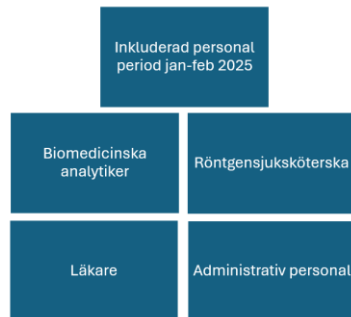 Inkluderad personal
period jan-feb 2025
Biomedicinska
analytiker
Röntgensjuksköterska
Läkare
Administrativ personal